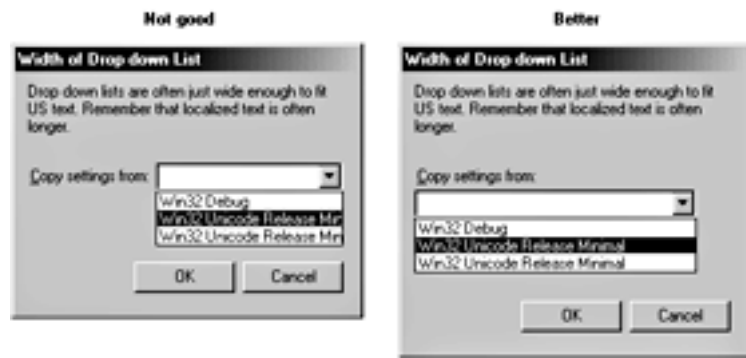 Not good
Width of Drop down List
Drop down lists are often just wide enough to fit
US text. Remember that localized text is often
longer.
Copy settings from:
Win32 Debug
Win32 Unicode Release Min
Win32 Unicode Release Min
OK Cancel
Better
Width of Drop down List
Drop down lists are often just wide enough to fit
US text. Remember that localized text is often
longer.
Copy settings from:
Win32 Debug
Win32 Unicode Release Minimal
Win32 Unicode Release Minimal
OK Cancel